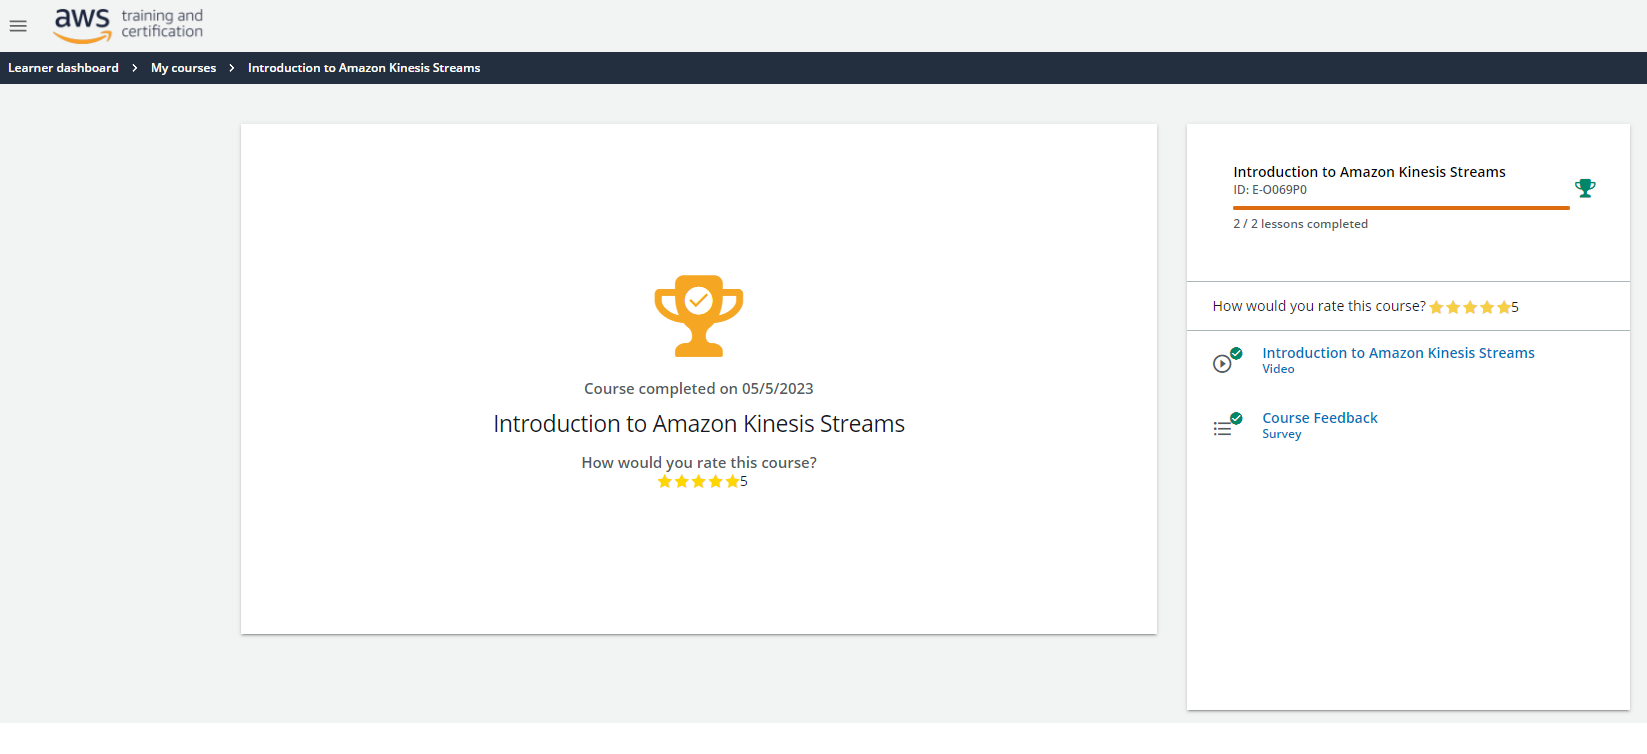 aws training and
certification
Learner dashboard > My courses > Introduction to Amazon Kinesis Streams
Course completed on 05/5/2023
Introduction to Amazon Kinesis Streams
How would you rate this course?
5
Introduction to Amazon Kinesis Streams
ID: E-O069P0
2 / 2 lessons completed
How would you rate this course? 5
Introduction to Amazon Kinesis Streams
Video
Course Feedback
Survey